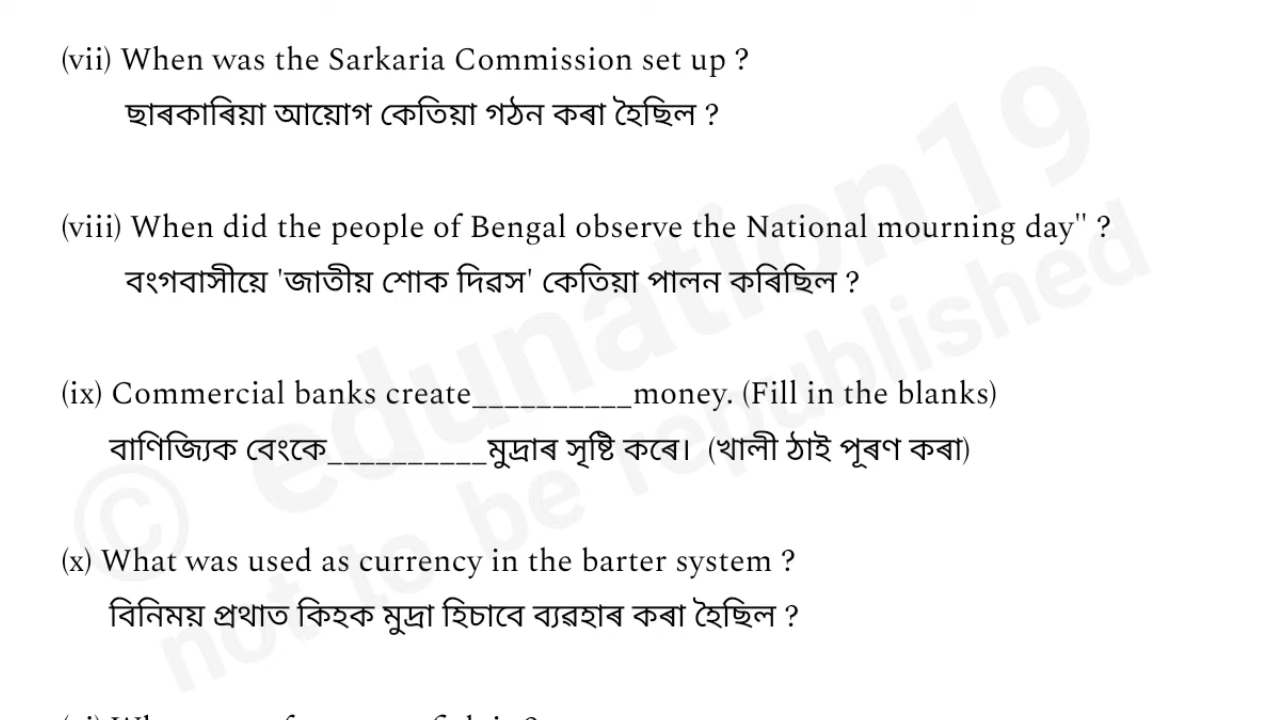 (vii) When was the Sarkaria Commission set up ?
ছাৰকাৰিয়া আয়োগ কেতিয়া গঠন কৰা হৈছিল ?
(viii) When did the people of Bengal observe the National mourning day" ?
বংগবাসীয়ে 'জাতীয় শোক দিৱস' কেতিয়া পালন কৰিছিল ?
(ix) Commercial banks create__________money. (Fill in the blanks)
বাণিজ্যিক বেংকে__________মুদ্ৰাৰ সৃষ্টি কৰে। (খালী ঠাই পূৰণ কৰা)
(x) What was used as currency in the barter system ?
বিনিময় প্ৰথাত কিহক মুদ্ৰা হিচাবে ব্যৱহাৰ কৰা হৈছিল ?
© edunation19
not to be republished